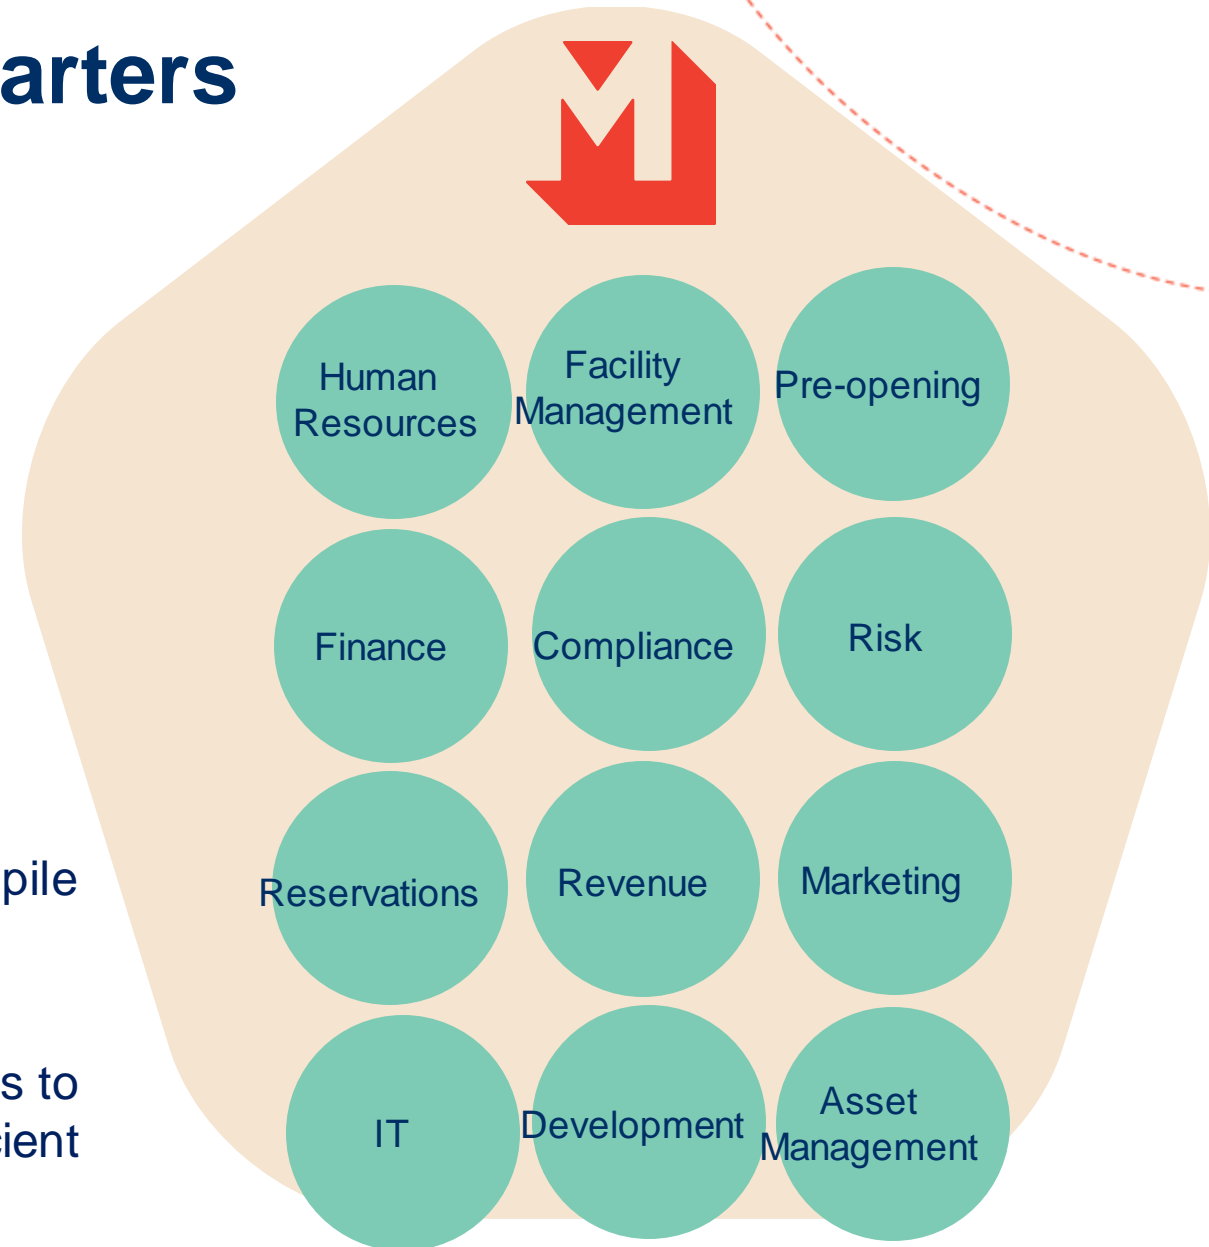 arters
Human
Resources
Facility
Management
Pre-opening
Finance
Compliance
Risk
pile
Reservations
Revenue
Marketing
s to
cient
IT
Development
Asset
Management